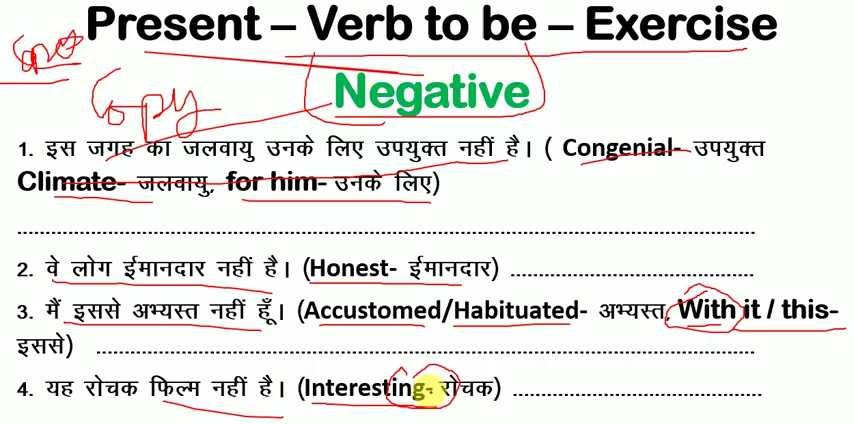 Present – Verb to be – Exercise
Copy
Negative
1. इस जगह का जलवायु उनके लिए उपयुक्त नहीं है। ( Congenial- उपयुक्त
Climate- जलवायु, for him- उनके लिए)
................................................................................
2. वे लोग ईमानदार नहीं है। (Honest- ईमानदार) ..........................................
3. मैं इससे अभ्यस्त नहीं हूँ। (Accustomed/Habituated- अभ्यस्त, With it / this-
इससे) ................................................................................
4. यह रोचक फिल्म नहीं है। (Interesting- रोचक) ..........................................